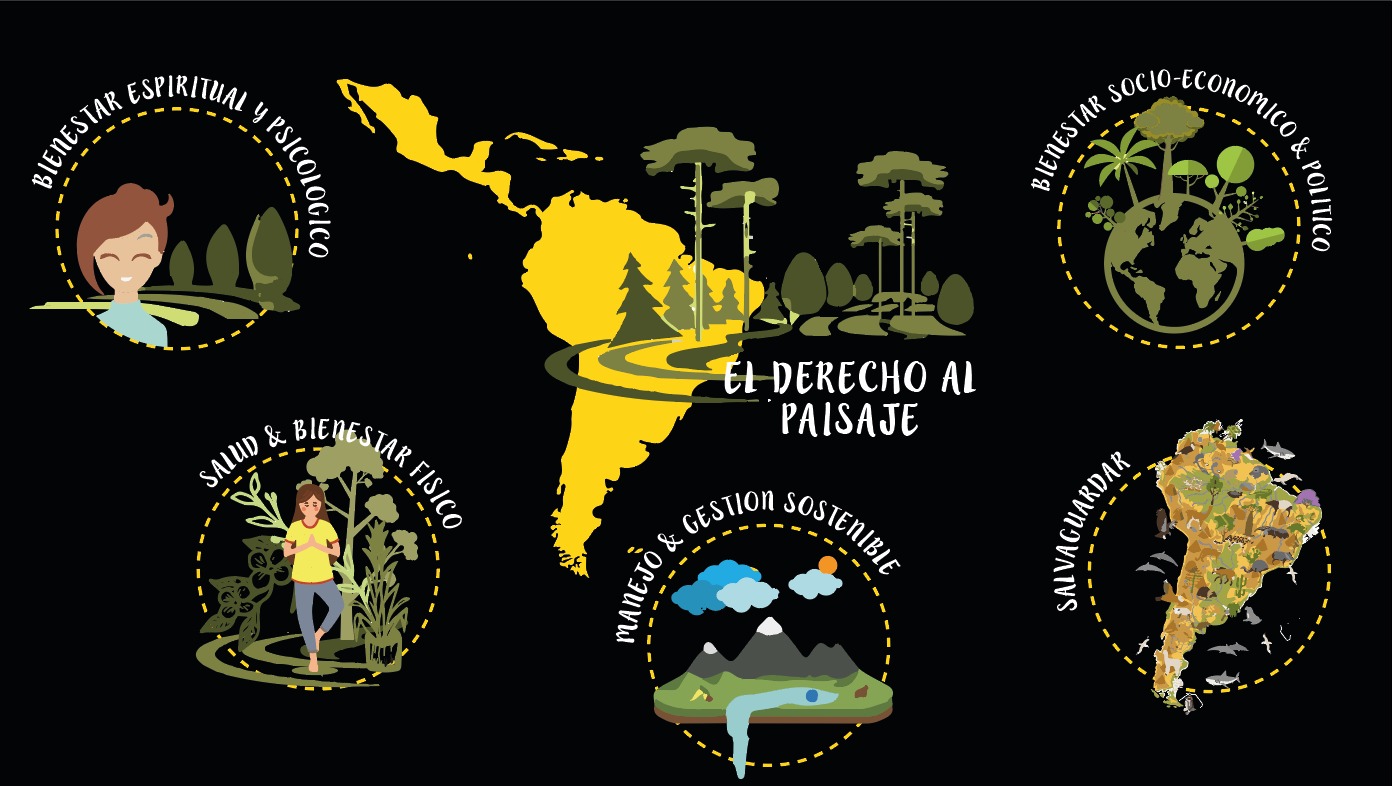 BIENESTAR ESPIRITUAL y PSICOLOGICO
BIENESTAR SOCIO-ECONOMICO & POLITICO
EL DERECHO AL
PAISAJE
SALUD & BIENESTAR FISICO
MANEJO & GESTION SOSTENIBLE
SALVAGUARDAR